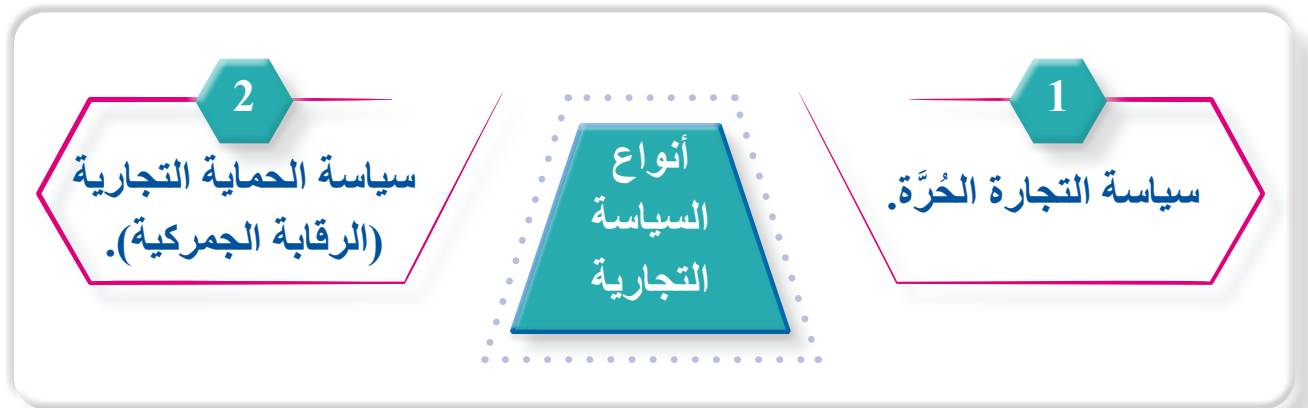 أنواع
السياسة
التجارية
1
سياسة التجارة الحُرَّة.
2
سياسة الحماية التجارية
(الرقابة الجمركية).